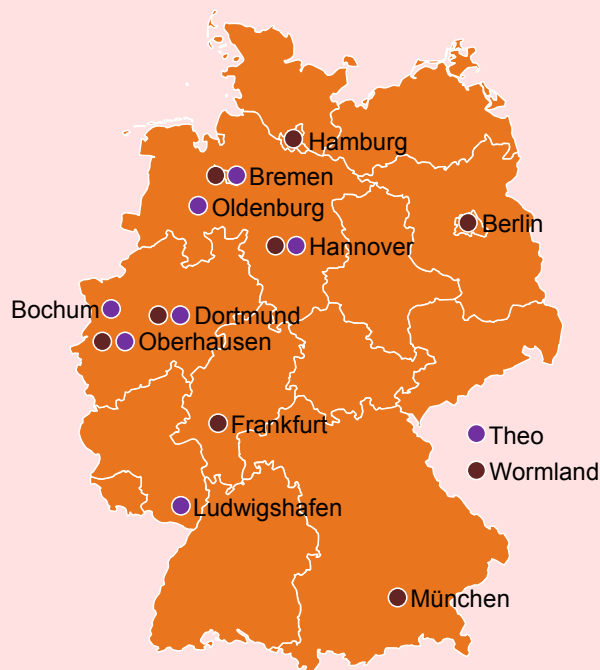 Hamburg
Bremen
Oldenburg
Berlin
Hannover
Bochum
Dortmund
Oberhausen
Frankfurt
Theo
Wormland
Ludwigshafen
München